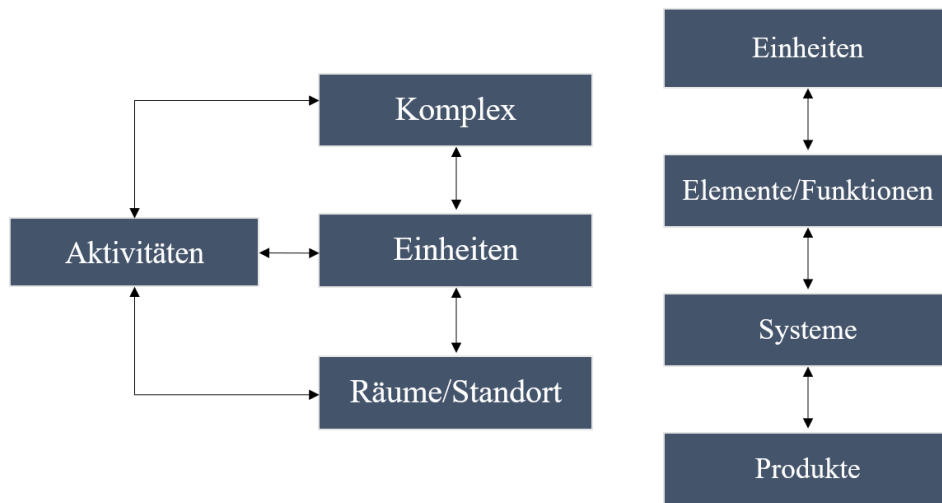 Komplex
Aktivitäten
Einheiten
Räume/Standort
Einheiten
Elemente/Funktionen
Systeme
Produkte